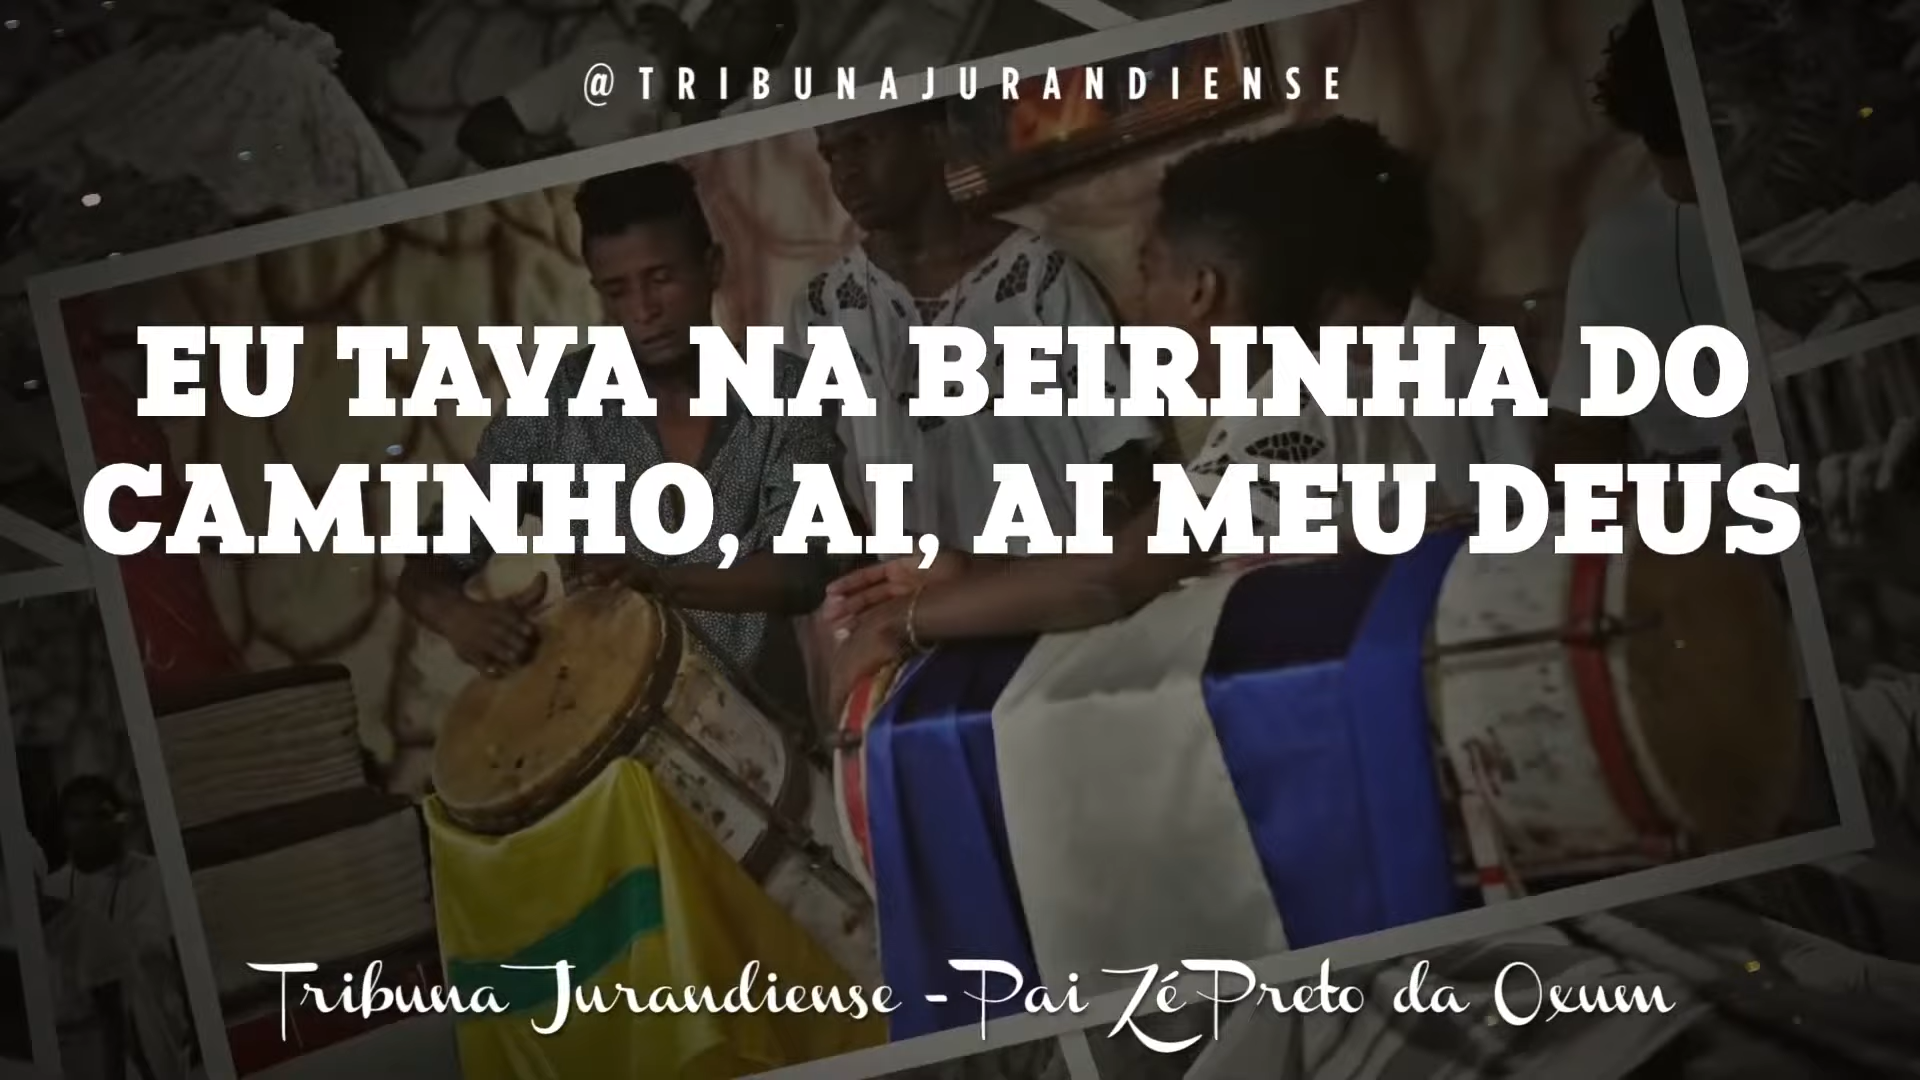 @TRIBUNAJURANDIENSE
EU TAVA NA BEIRINHA DO
CAMINHO, AI, AI MEU DEUS
Tribuna Jurandiense - Pai Zé Preto da Oxum